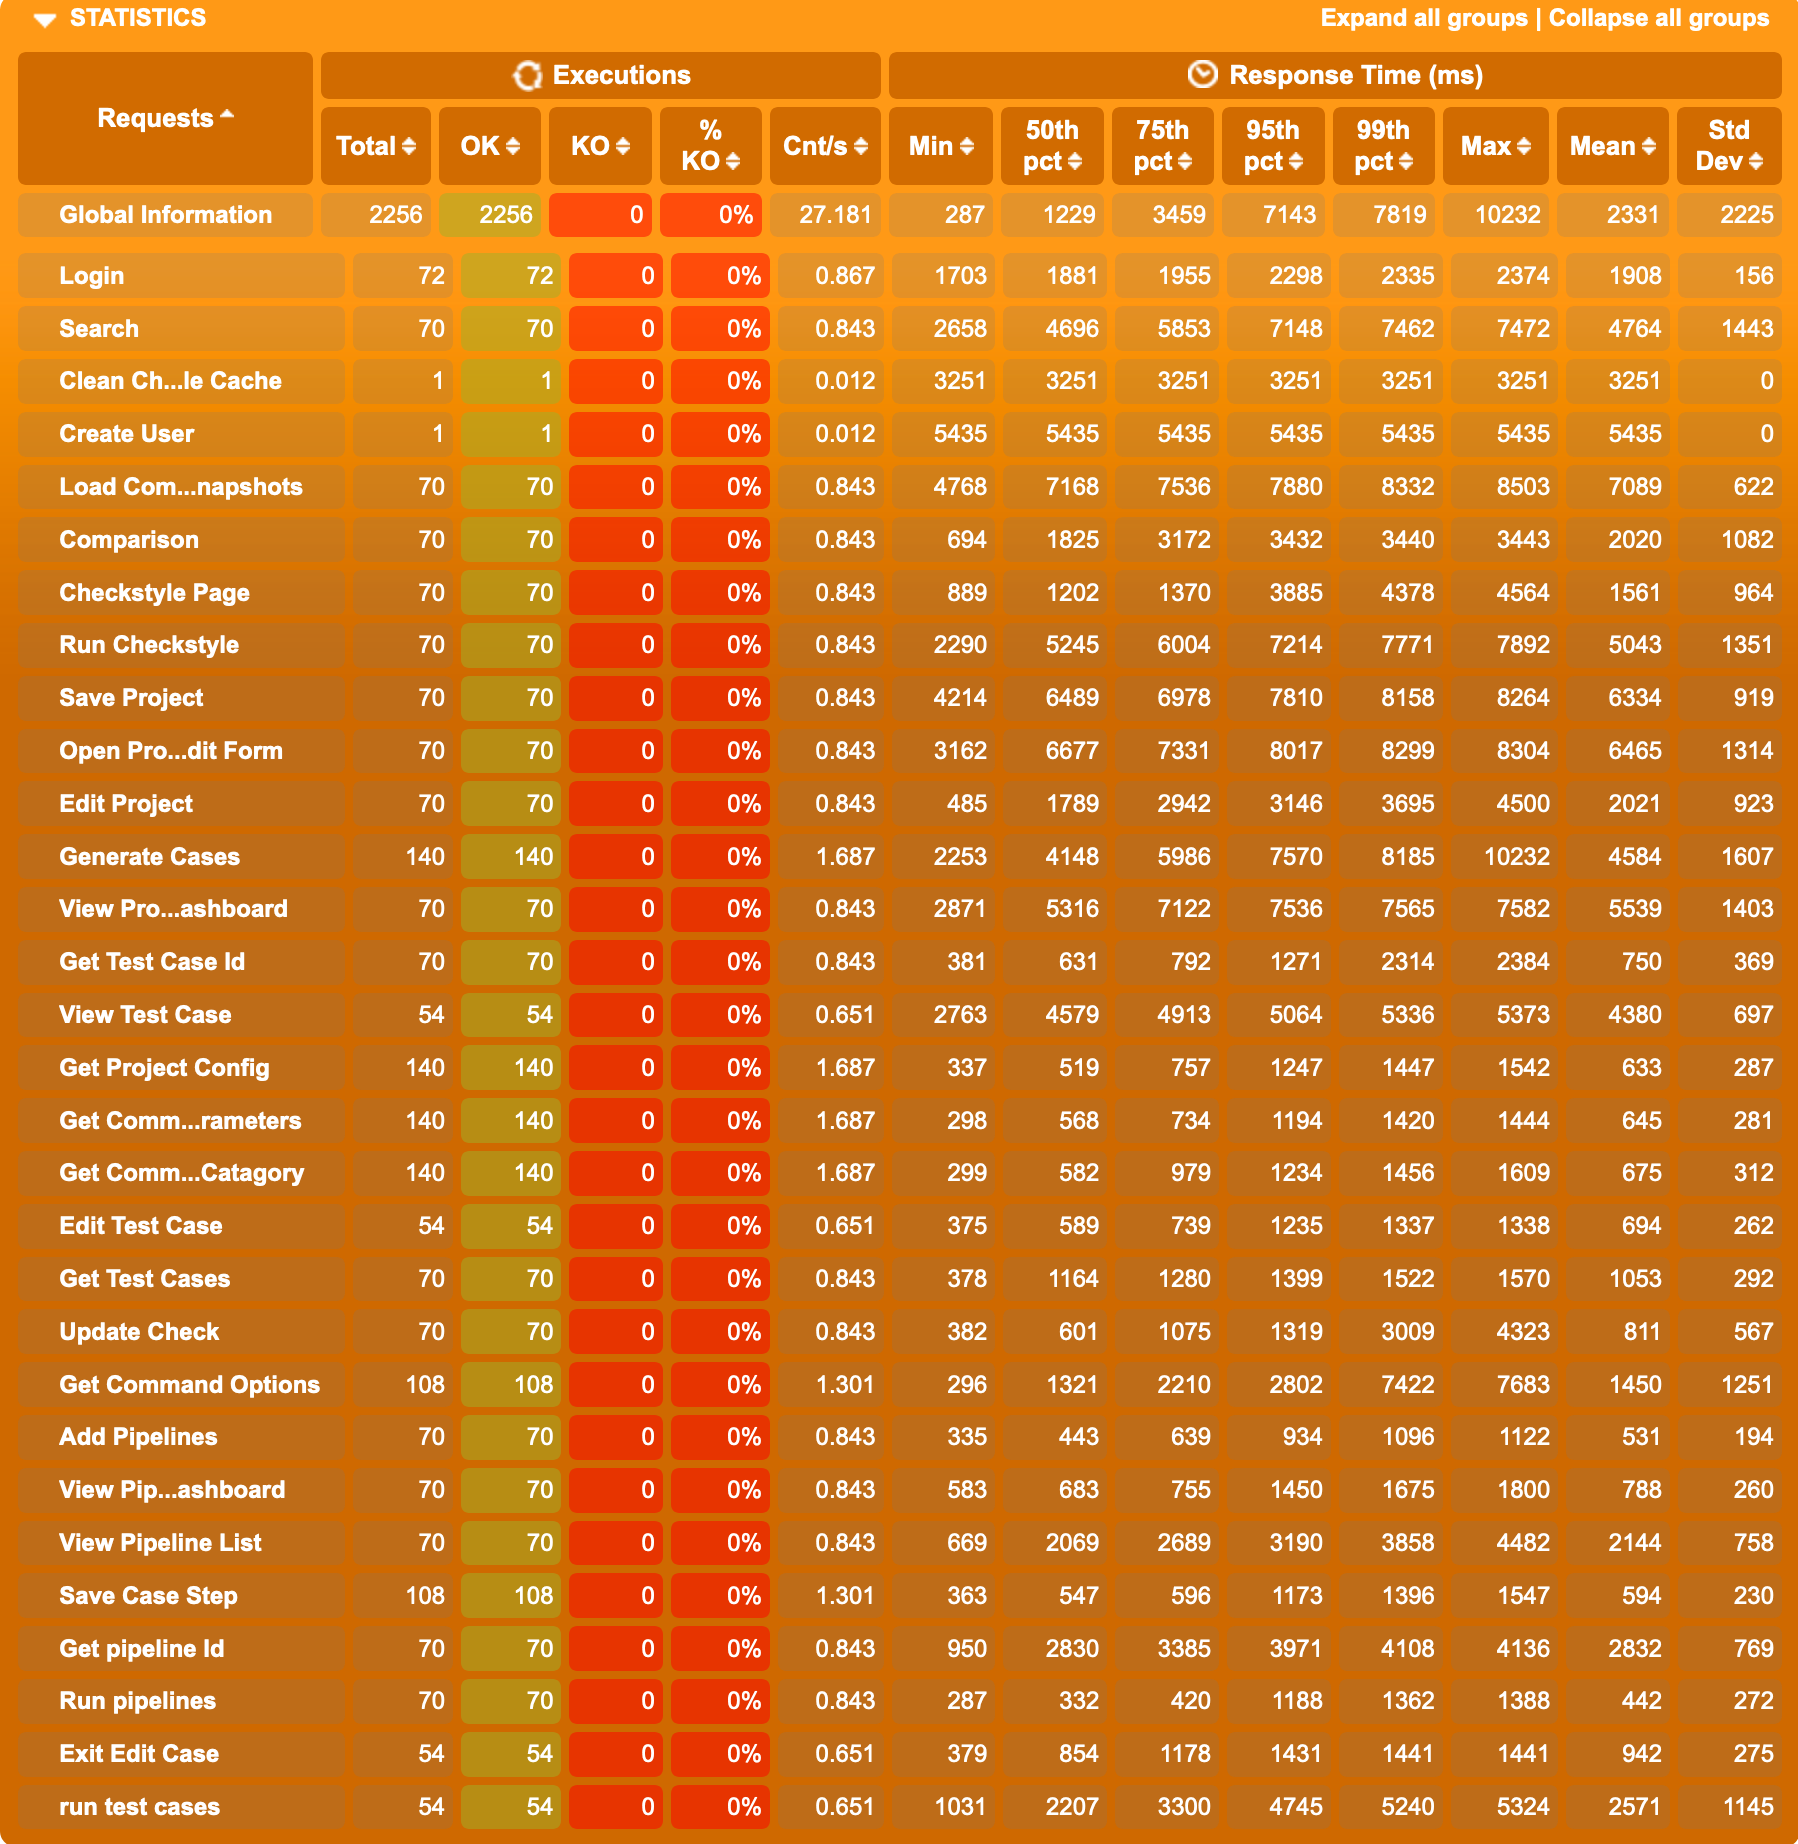 STATISTICS Expand all groups | Collapse all groups
Requests Executions Response Time (ms)
Total OK KO % KO Cnt/s Min 50th pct 75th pct 95th pct 99th pct Max Mean Std Dev
Global Information 2256 2256 0 0% 27.181 287 1229 3459 7143 7819 10232 2331 2225
Login 72 72 0 0% 0.867 1703 1881 1955 2298 2335 2374 1908 156
Search 70 70 0 0% 0.843 2658 4696 5853 7148 7462 7472 4764 1443
Clean Ch...le Cache 1 1 0 0% 0.012 3251 3251 3251 3251 3251 3251 3251 0
Create User 1 1 0 0% 0.012 5435 5435 5435 5435 5435 5435 5435 0
Load Com...napshots 70 70 0 0% 0.843 4768 7168 7536 7880 8332 8503 7089 622
Comparison 70 70 0 0% 0.843 694 1825 3172 3432 3440 3443 2020 1082
Checkstyle Page 70 70 0 0% 0.843 889 1202 1370 3885 4378 4564 1561 964
Run Checkstyle 70 70 0 0% 0.843 2290 5245 6004 7214 7771 7892 5043 1351
Save Project 70 70 0 0% 0.843 4214 6489 6978 7810 8158 8264 6334 919
Open Pro...dit Form 70 70 0 0% 0.843 3162 6677 7331 8017 8299 8304 6465 1314
Edit Project 70 70 0 0% 0.843 485 1789 2942 3146 3695 4500 2021 923
Generate Cases 140 140 0 0% 1.687 2253 4148 5986 7570 8185 10232 4584 1607
View Pro...ashboard 70 70 0 0% 0.843 2871 5316 7122 7536 7565 7582 5539 1403
Get Test Case Id 70 70 0 0% 0.843 381 631 792 1271 2314 2384 750 369
View Test Case 54 54 0 0% 0.651 2763 4579 4913 5064 5336 5373 4380 697
Get Project Config 140 140 0 0% 1.687 337 519 757 1247 1447 1542 633 287
Get Comm...rameters 140 140 0 0% 1.687 298 568 734 1194 1420 1444 645 281
Get Comm...Catagory 140 140 0 0% 1.687 299 582 979 1234 1456 1609 675 312
Edit Test Case 54 54 0 0% 0.651 375 589 739 1235 1337 1338 694 262
Get Test Cases 70 70 0 0% 0.843 378 1164 1280 1399 1522 1570 1053 292
Update Check 70 70 0 0% 0.843 382 601 1075 1319 3009 4323 811 567
Get Command Options 108 108 0 0% 1.301 296 1321 2210 2802 7422 7683 1450 1251
Add Pipelines 70 70 0 0% 0.843 335 443 639 934 1096 1122 531 194
View Pip...ashboard 70 70 0 0% 0.843 583 683 755 1450 1675 1800 788 260
View Pipeline List 70 70 0 0% 0.843 669 2069 2689 3190 3858 4482 2144 758
Save Case Step 108 108 0 0% 1.301 363 547 596 1173 1396 1547 594 230
Get pipeline Id 70 70 0 0% 0.843 950 2830 3385 3971 4108 4136 2832 769
Run pipelines 70 70 0 0% 0.843 287 332 420 1188 1362 1388 442 272
Exit Edit Case 54 54 0 0% 0.651 379 854 1178 1431 1441 1441 942 275
run test cases 54 54 0 0% 0.651 1031 2207 3300 4745 5240 5324 2571 1145